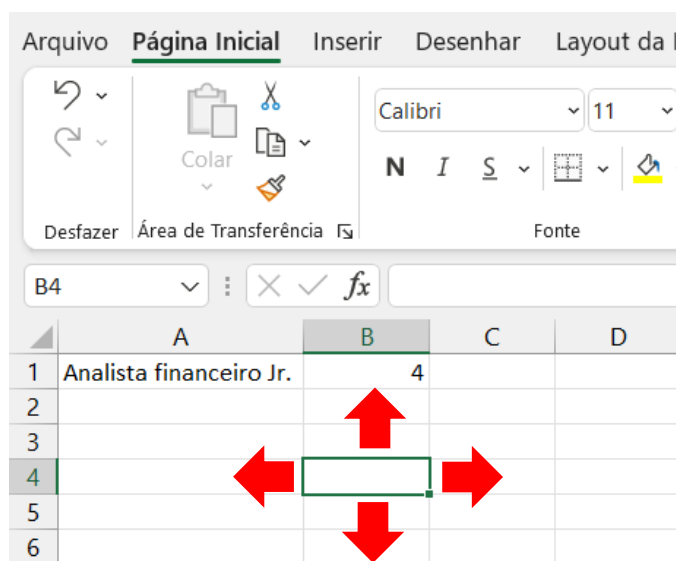 Arquivo Página Inicial Inserir Desenhar Layout da
Colar
Calibri 11
N I S
Desfazer Área de Transferência Fonte
B4 fx
A B C D
1 Analista financeiro Jr. 4
2
3
4
5
6